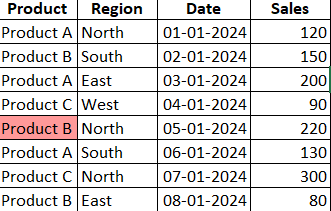 Product Region Date Sales
Product A North 01-01-2024 120
Product B South 02-01-2024 150
Product A East 03-01-2024 200
Product C West 04-01-2024 90
Product B North 05-01-2024 220
Product A South 06-01-2024 130
Product C North 07-01-2024 300
Product B East 08-01-2024 80